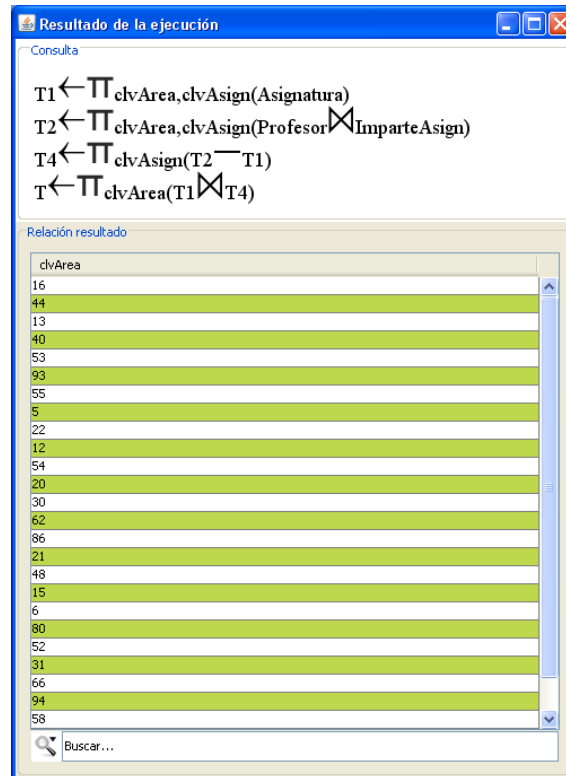 Resultado de la ejecución
Consulta
T1←πclvArea,clvAsign(Asignatura)
T2←πclvArea,clvAsign(Profesor⋈ImparteAsign)
T4←πclvAsign(T2—T1)
T←πclvArea(T1⋈T4)
Relación resultado
clvArea
16
44
13
40
53
93
55
5
22
12
54
20
30
62
86
21
48
15
6
80
52
31
66
94
58
Buscar...